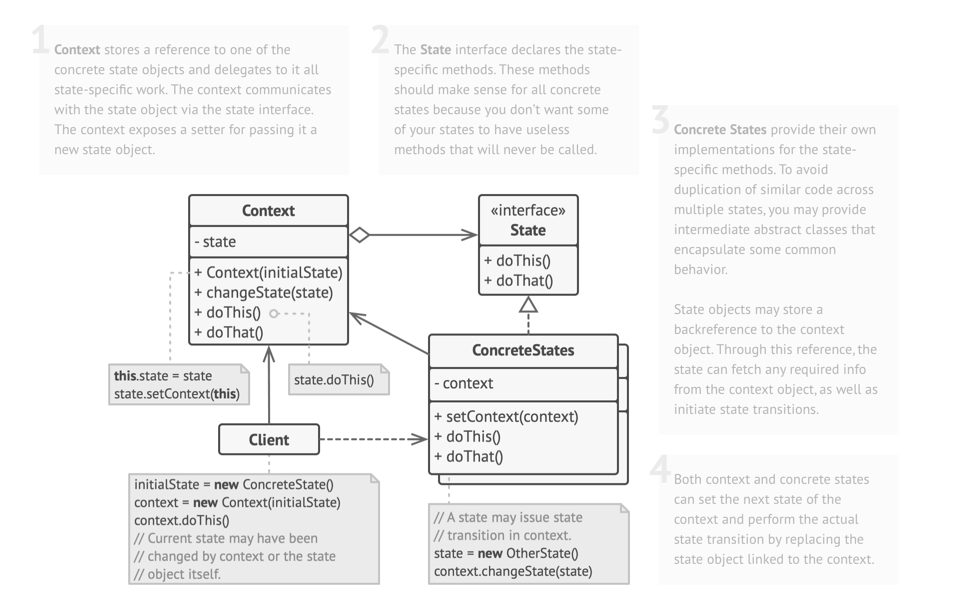 1
Context stores a reference to one of the
concrete state objects and delegates to it all
state-specific work. The context communicates
with the state object via the state interface.
The context exposes a setter for passing it a
new state object.
2
The State interface declares the state-
specific methods. These methods
should make sense for all concrete
states because you don't want some
of your states to have useless
methods that will never be called.
3
Concrete States provide their own
implementations for the state-
specific methods. To avoid
duplication of similar code across
multiple states, you may provide
intermediate abstract classes that
encapsulate some common
behavior.
State objects may store a
backreference to the context
object. Through this reference, the
state can fetch any required info
from the context object, as well as
initiate state transitions.
Context
- state
+ Context(initialState)
+ changeState(state)
+ doThis()
+ doThat()
«interface»
State
+ doThis()
+ doThat()
this.state = state
state.setContext(this)
state.doThis()
ConcreteStates
- context
+ setContext(context)
+ doThis()
+ doThat()
Client
initialState = new ConcreteState()
context = new Context(initialState)
context.doThis()
// Current state may have been
// changed by context or the state
// object itself.
// A state may issue state
// transition in context.
state = new OtherState()
context.changeState(state)
4
Both context and concrete states
can set the next state of the
context and perform the actual
state transition by replacing the
state object linked to the context.